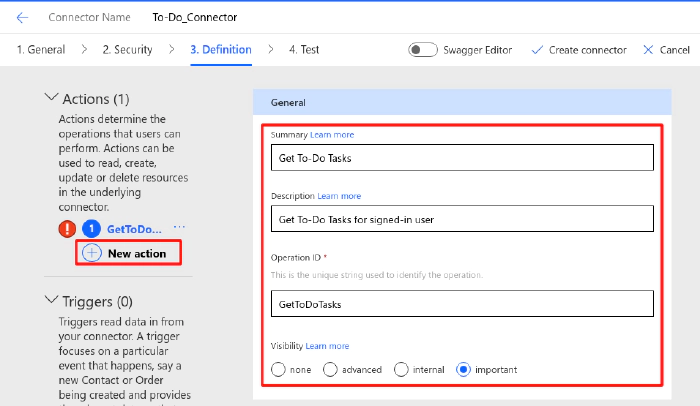 Connector Name To-Do_Connector
1. General 2. Security 3. Definition 4. Test Swagger Editor Create connector Cancel
Actions (1)
Actions determine the
operations that users can
perform. Actions can be
used to read, create,
update or delete resources
in the underlying
connector.
! 1 GetToDo... ...
New action
Triggers (0)
Triggers read data in from
your connector. A trigger
focuses on a particular
event that happens, say a
new Contact or Order
being created and provides
General
Summary Learn more
Get To-Do Tasks
Description Learn more
Get To-Do Tasks for signed-in user
Operation ID *
This is the unique string used to identify the operation.
GetToDoTasks
Visibility Learn more
none advanced internal important